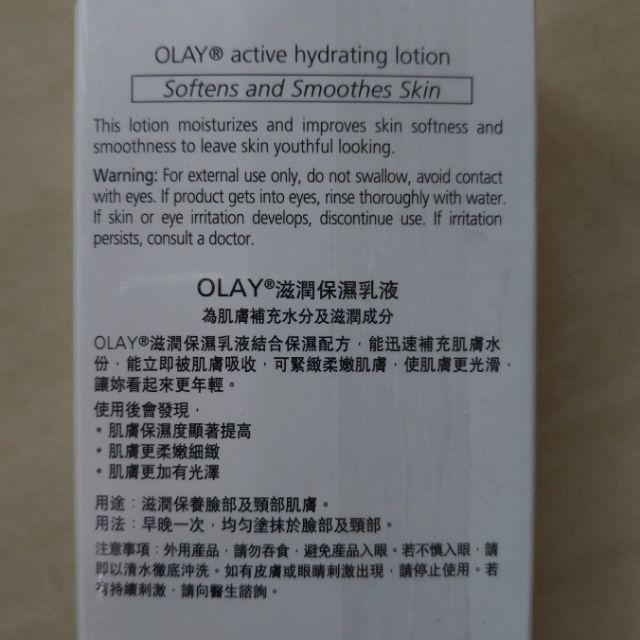 OLAY® active hydrating lotion
Softens and Smoothes Skin
This lotion moisturizes and improves skin softness and
smoothness to leave skin youthful looking.
Warning: For external use only, do not swallow, avoid contact
with eyes. If product gets into eyes, rinse thoroughly with water.
If skin or eye irritation develops, discontinue use. If irritation
persists, consult a doctor.
OLAY®滋潤保濕乳液
為肌膚補充水分及滋潤成分
OLAY®滋潤保濕乳液結合保濕配方，能迅速補充肌膚水
份，能立即被肌膚吸收，可緊緻柔嫩肌膚，使肌膚更光滑，
讓妳看起來更年輕。
使用後會發現，
* 肌膚保濕度顯著提高
* 肌膚更柔嫩細緻
* 肌膚更加有光澤
用途：滋潤保養臉部及頸部肌膚。
用法：早晚一次，均勻塗抹於臉部及頸部。
注意事項：外用産品，請勿吞食，避免産品入眼。若不慎入眼，請
即以清水徹底沖洗。如有皮膚或眼睛刺激出現，請停止使用。若
有持續刺激，請向醫生諮詢。